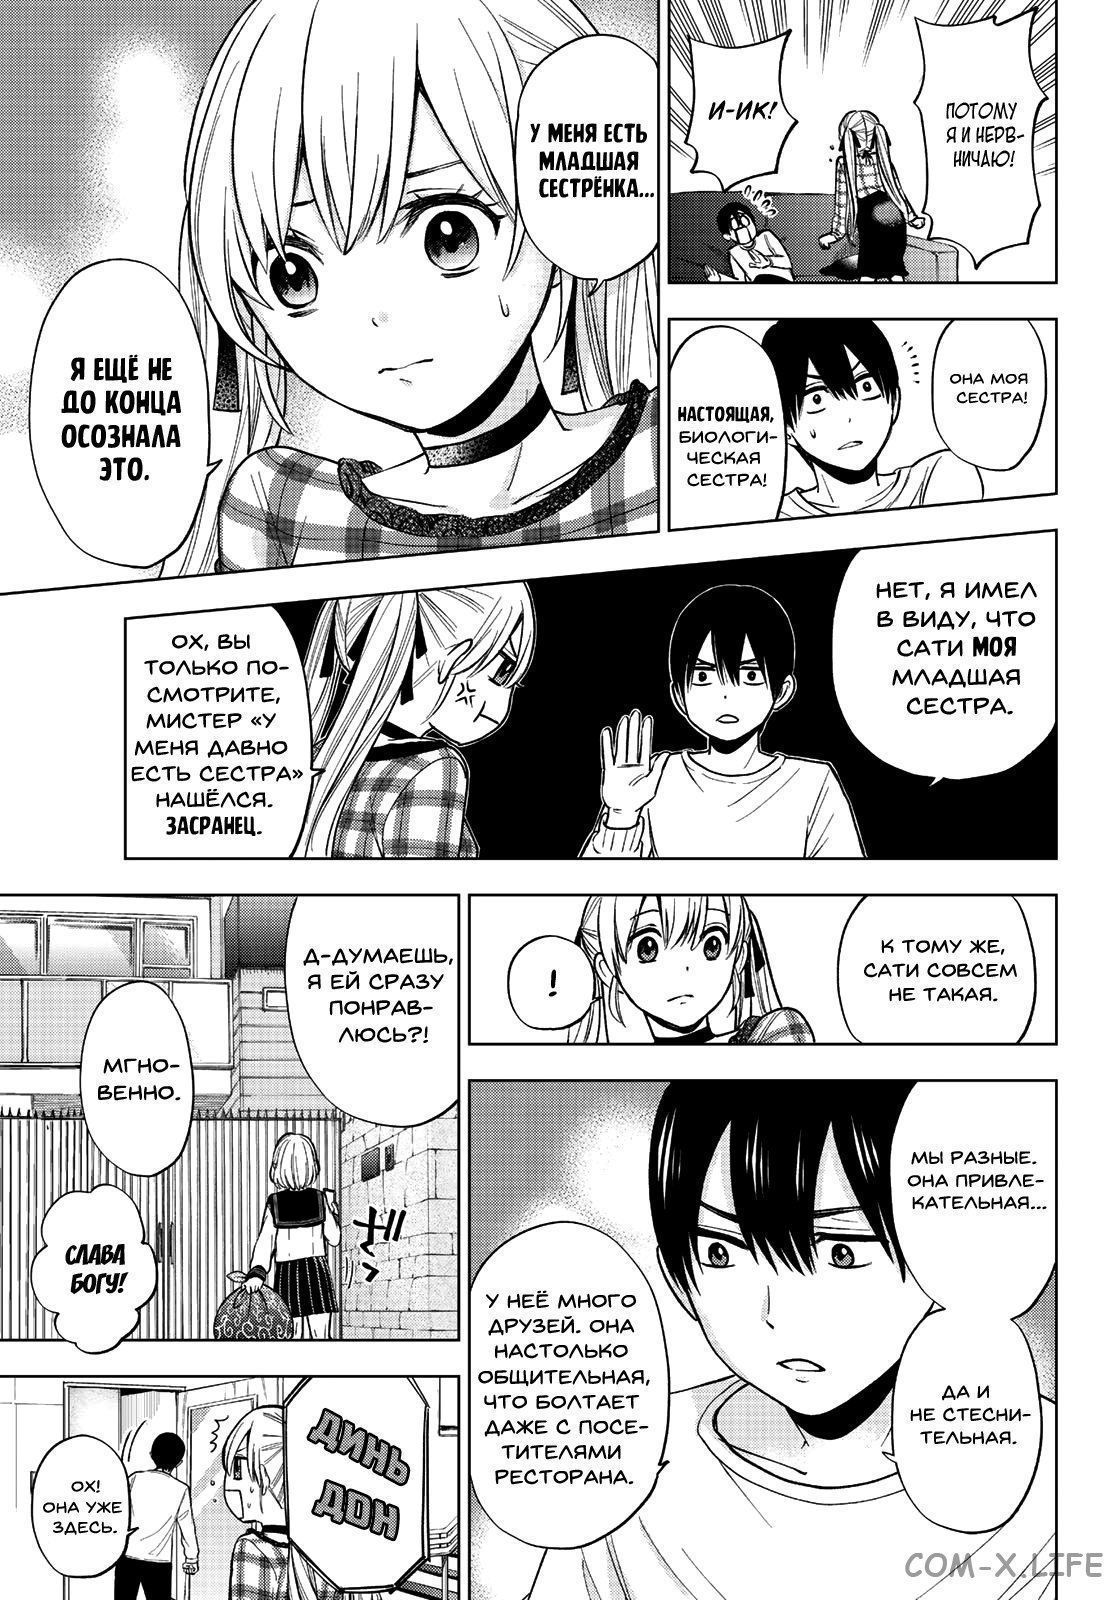 ПОТОМУ
Я И НЕРВ-
НИЧАЮ!
И-ИК!
У МЕНЯ ЕСТЬ
МЛАДШАЯ
СЕСТРЁНКА...
Я ЕЩЁ НЕ
ДО КОНЦА
ОСОЗНАЛА
ЭТО.
ОНА МОЯ
СЕСТРА!
НАСТОЯЩАЯ,
БИОЛОГИ-
ЧЕСКАЯ
СЕСТРА!
НЕТ, Я ИМЕЛ
В ВИДУ, ЧТО
САТИ МОЯ
МЛАДШАЯ
СЕСТРА.
ОХ, ВЫ
ТОЛЬКО ПО-
СМОТРИТЕ,
МИСТЕР «У
МЕНЯ ДАВНО
ЕСТЬ СЕСТРА»
НАШЁЛСЯ.
ЗАСРАНЕЦ.
К ТОМУ ЖЕ,
САТИ СОВСЕМ
НЕ ТАКАЯ.
!
МЫ РАЗНЫЕ.
ОНА ПРИВЛЕ-
КАТЕЛЬНАЯ...
ДА И
НЕ СТЕСНИ-
ТЕЛЬНАЯ.
У НЕЁ МНОГО
ДРУЗЕЙ. ОНА
НАСТОЛЬКО
ОБЩИТЕЛЬНАЯ,
ЧТО БОЛТАЕТ
ДАЖЕ С ПОСЕ-
ТИТЕЛЯМИ
РЕСТОРАНА.
Д-ДУМАЕШЬ,
Я ЕЙ СРАЗУ
ПОНРАВ-
ЛЮСЬ?!
МГНО-
ВЕННО.
СЛАВА
БОГУ!
ДИНЬ
ДОН
ОХ!
ОНА УЖЕ
ЗДЕСЬ.
COM-X.LIFE